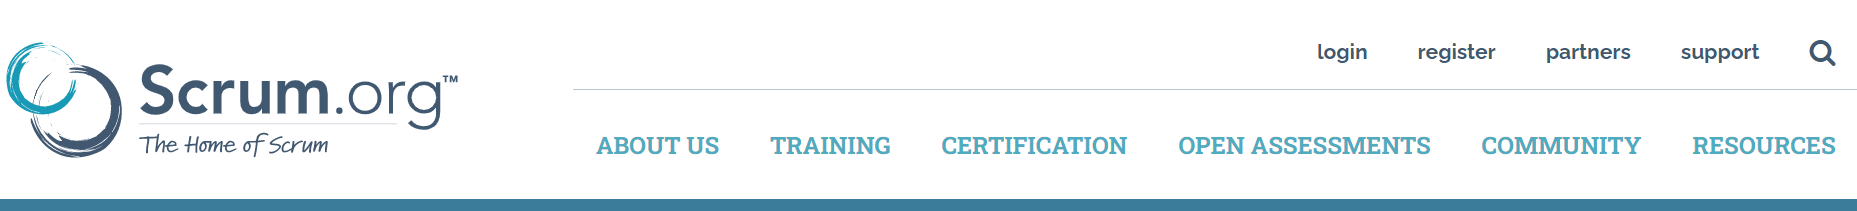 login register partners support
Scrum.org™
The Home of Scrum
ABOUT US TRAINING CERTIFICATION OPEN ASSESSMENTS COMMUNITY RESOURCES